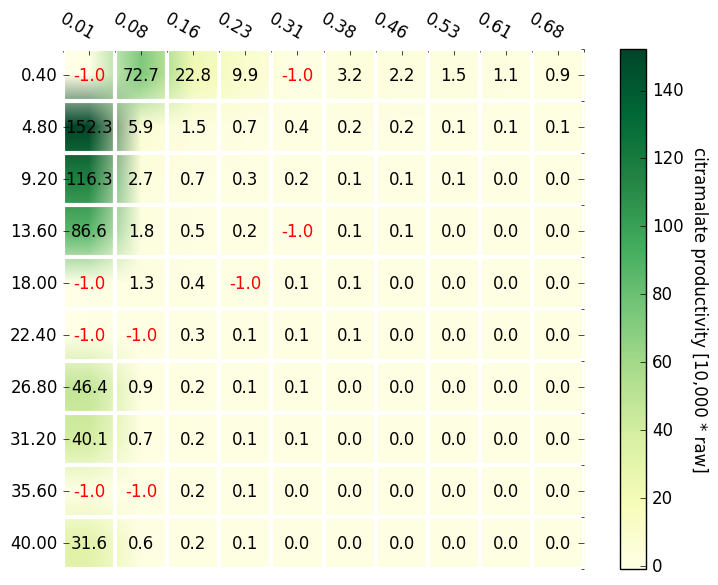 0.01 0.08 0.16 0.23 0.31 0.38 0.46 0.53 0.61 0.68
0.40 -1.0 72.7 22.8 9.9 -1.0 3.2 2.2 1.5 1.1 0.9
4.80 152.3 5.9 1.5 0.7 0.4 0.2 0.2 0.1 0.1 0.1
9.20 116.3 2.7 0.7 0.3 0.2 0.1 0.1 0.1 0.0 0.0
13.60 86.6 1.8 0.5 0.2 -1.0 0.1 0.1 0.0 0.0 0.0
18.00 -1.0 1.3 0.4 -1.0 0.1 0.1 0.0 0.0 0.0 0.0
22.40 -1.0 -1.0 0.3 0.1 0.1 0.1 0.0 0.0 0.0 0.0
26.80 46.4 0.9 0.2 0.1 0.1 0.0 0.0 0.0 0.0 0.0
31.20 40.1 0.7 0.2 0.1 0.1 0.0 0.0 0.0 0.0 0.0
35.60 -1.0 -1.0 0.2 0.1 0.0 0.0 0.0 0.0 0.0 0.0
40.00 31.6 0.6 0.2 0.1 0.0 0.0 0.0 0.0 0.0 0.0
140
120
100
80
60
40
20
0
citramalate productivity [10,000 * raw]